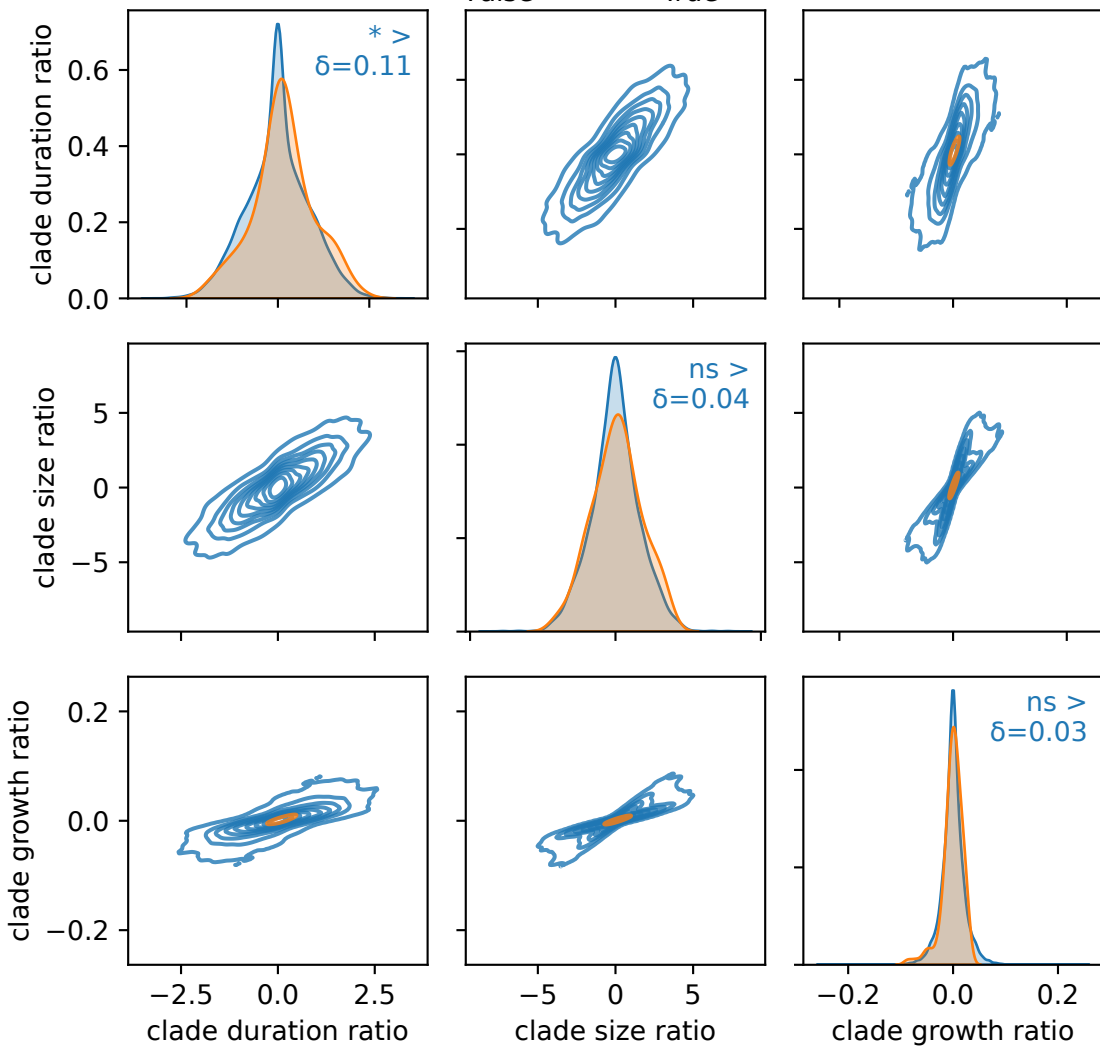 clade duration ratio
0.6
0.4
0.2
0.0
* >
δ=0.11
clade size ratio
5
0
−5
ns >
δ=0.04
clade growth ratio
0.2
0.0
−0.2
ns >
δ=0.03
−2.5
0.0
2.5
−5
0
5
−0.2
0.0
0.2
clade duration ratio
clade size ratio
clade growth ratio